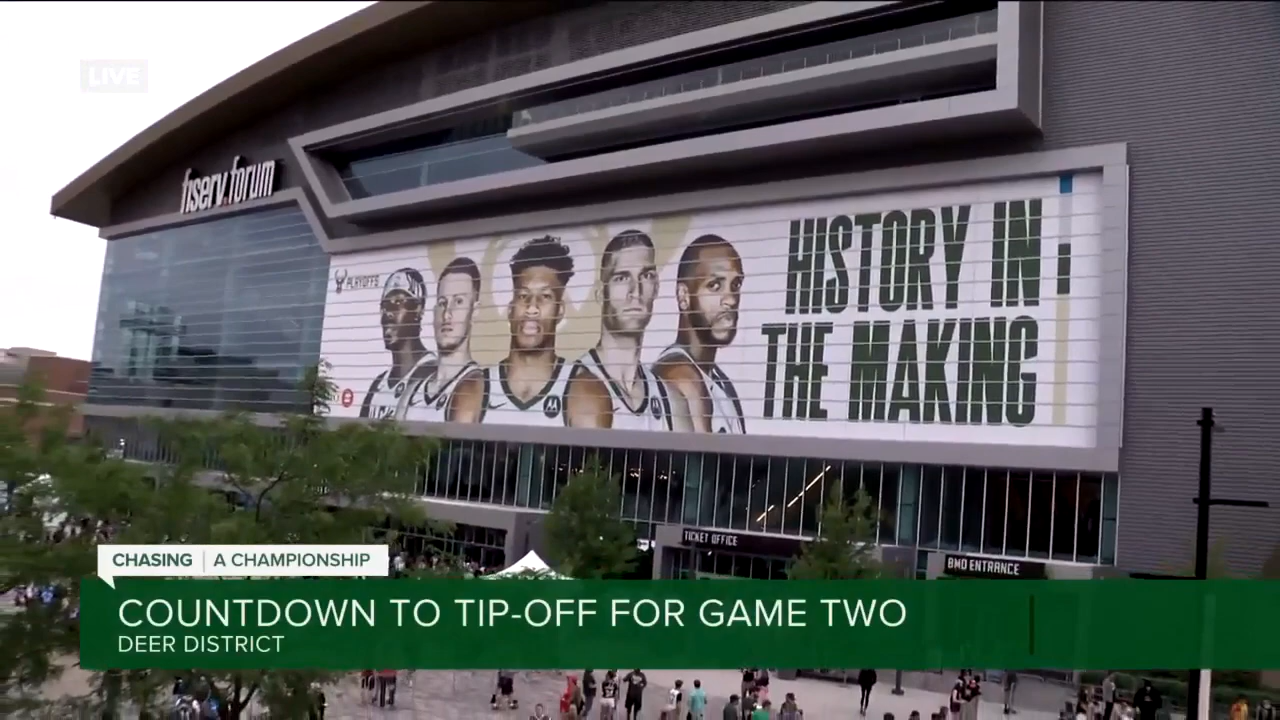 LIVE
fiserv.forum
PLAYOFFS
HISTORY IN
THE MAKING
TICKET OFFICE
BMO ENTRANCE
CHASING | A CHAMPIONSHIP
COUNTDOWN TO TIP-OFF FOR GAME TWO
DEER DISTRICT